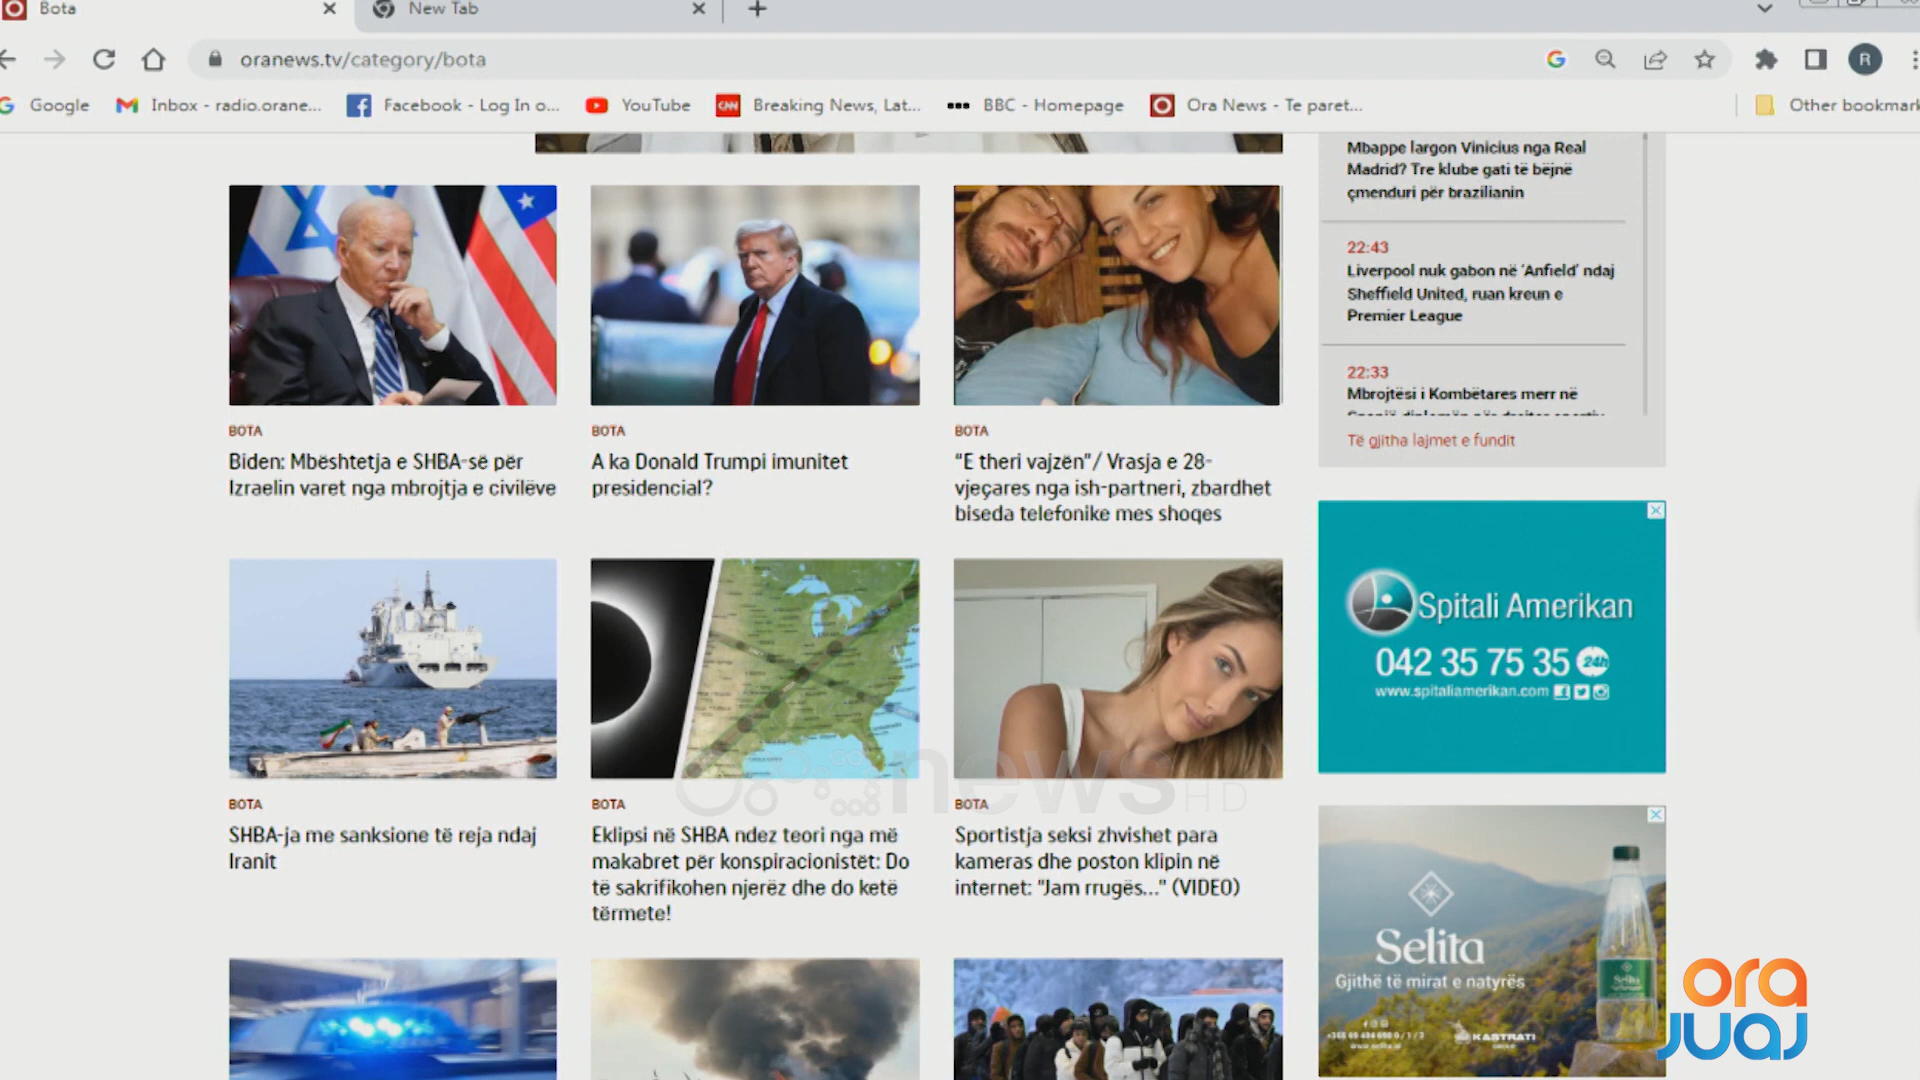 Bota
New Tab
oranews.tv/category/bota
R
Google
Inbox - radio.orane...
Facebook - Log In o...
YouTube
CNN
Breaking News, Lat...
BBC - Homepage
Ora News - Te paret...
Other bookmark
BOTA
Biden: Mbështetja e SHBA-së për
Izraelin varet nga mbrojtja e civilëve
BOTA
A ka Donald Trumpi imunitet
presidencial?
BOTA
“E theri vajzën”/ Vrasja e 28-
vjeçares nga ish-partneri, zbardhet
biseda telefonike mes shoqes
BOTA
SHBA-ja me sanksione të reja ndaj
Iranit
BOTA
Eklipsi në SHBA ndez teori nga më
makabret për konspiracionistët: Do
të sakrifikohen njerëz dhe do ketë
tërmete!
BOTA
Sportistja seksi zhvishet para
kameras dhe poston klipin në
internet: “Jam rrugës...” (VIDEO)
Mbappe largon Vinicius nga Real
Madrid? Tre klube gati të bëjnë
çmenduri për brazilianin
22:43
Liverpool nuk gabon në ‘Anfield’ ndaj
Sheffield United, ruan kreun e
Premier League
22:33
Mbrojtësi i Kombëtares merr në
Të gjitha lajmet e fundit
Spitali Amerikan
042 35 75 35 24h
www.spitaliamerikan.com
Selita
Gjithë të mirat e natyrës
KASTRATI
news HD
ora
juaj